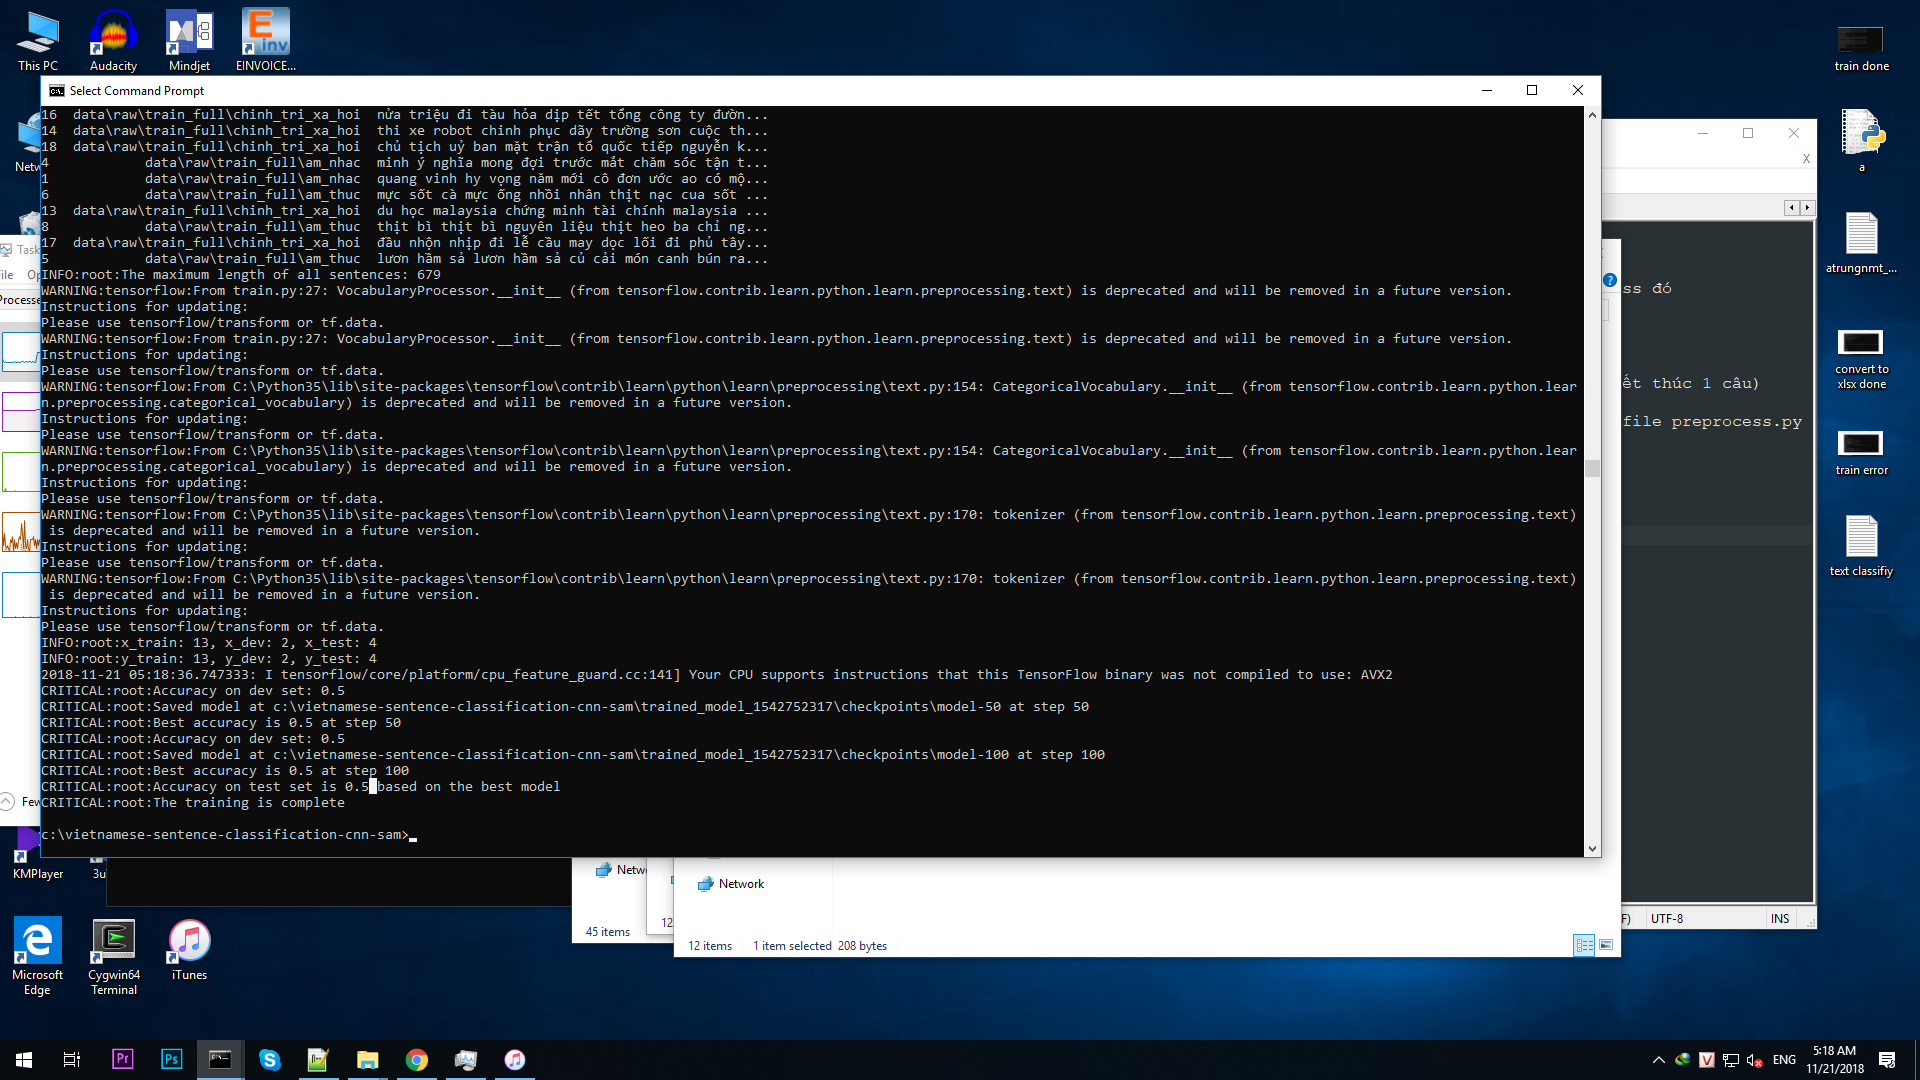 This PC
Audacity
Mindjet
EINVOICE...
train done
Select Command Prompt
16 data\raw\train_full\chinh_tri_xa_hoi nửa triệu đi tàu hỏa dịp tết tổng công ty đườn...
14 data\raw\train_full\chinh_tri_xa_hoi thi xe robot chinh phục dãy trường sơn cuộc th...
18 data\raw\train_full\chinh_tri_xa_hoi chủ tịch uỷ ban mặt trận tổ quốc tiếp nguyễn k...
4 data\raw\train_full\am_nhac minh ý nghĩa mong đợi trước mắt chăm sóc tận t...
1 data\raw\train_full\am_nhac quang vinh hy vọng năm mới cô đơn ước ao có mộ...
6 data\raw\train_full\am_thuc mực sốt cà mực ống nhồi nhân thịt nạc cua sốt ...
13 data\raw\train_full\chinh_tri_xa_hoi du học malaysia chứng minh tài chính malaysia ...
8 data\raw\train_full\am_thuc thịt bì thịt bì nguyên liệu thịt heo ba chỉ ng...
17 data\raw\train_full\chinh_tri_xa_hoi đầu nhộn nhịp đi lễ cầu may dọc lối đi phủ tây...
5 data\raw\train_full\am_thuc lươn hầm sả lươn hầm sả củ cải món canh bún ra...
INFO:root:The maximum length of all sentences: 679
WARNING:tensorflow:From train.py:27: VocabularyProcessor.__init__ (from tensorflow.contrib.learn.python.learn.preprocessing.text) is deprecated and will be removed in a future version.
Instructions for updating:
Please use tensorflow/transform or tf.data.
WARNING:tensorflow:From train.py:27: VocabularyProcessor.__init__ (from tensorflow.contrib.learn.python.learn.preprocessing.text) is deprecated and will be removed in a future version.
Instructions for updating:
Please use tensorflow/transform or tf.data.
WARNING:tensorflow:From C:\Python35\lib\site-packages\tensorflow\contrib\learn\python\learn\preprocessing\text.py:154: CategoricalVocabulary.__init__ (from tensorflow.contrib.learn.python.lear
n.preprocessing.categorical_vocabulary) is deprecated and will be removed in a future version.
Instructions for updating:
Please use tensorflow/transform or tf.data.
WARNING:tensorflow:From C:\Python35\lib\site-packages\tensorflow\contrib\learn\python\learn\preprocessing\text.py:154: CategoricalVocabulary.__init__ (from tensorflow.contrib.learn.python.lear
n.preprocessing.categorical_vocabulary) is deprecated and will be removed in a future version.
Instructions for updating:
Please use tensorflow/transform or tf.data.
WARNING:tensorflow:From C:\Python35\lib\site-packages\tensorflow\contrib\learn\python\learn\preprocessing\text.py:170: tokenizer (from tensorflow.contrib.learn.python.learn.preprocessing.text)
is deprecated and will be removed in a future version.
Instructions for updating:
Please use tensorflow/transform or tf.data.
WARNING:tensorflow:From C:\Python35\lib\site-packages\tensorflow\contrib\learn\python\learn\preprocessing\text.py:170: tokenizer (from tensorflow.contrib.learn.python.learn.preprocessing.text)
is deprecated and will be removed in a future version.
Instructions for updating:
Please use tensorflow/transform or tf.data.
INFO:root:x_train: 13, x_dev: 2, x_test: 4
INFO:root:y_train: 13, y_dev: 2, y_test: 4
2018-11-21 05:18:36.747333: I tensorflow/core/platform/cpu_feature_guard.cc:141] Your CPU supports instructions that this TensorFlow binary was not compiled to use: AVX2
CRITICAL:root:Accuracy on dev set: 0.5
CRITICAL:root:Saved model at c:\vietnamese-sentence-classification-cnn-sam\trained_model_1542752317\checkpoints\model-50 at step 50
CRITICAL:root:Best accuracy is 0.5 at step 50
CRITICAL:root:Accuracy on dev set: 0.5
CRITICAL:root:Saved model at c:\vietnamese-sentence-classification-cnn-sam\trained_model_1542752317\checkpoints\model-100 at step 100
CRITICAL:root:Best accuracy is 0.5 at step 100
CRITICAL:root:Accuracy on test set is 0.5 based on the best model
CRITICAL:root:The training is complete
c:\vietnamese-sentence-classification-cnn-sam>
Netw
Task
ile Op
Processe
Few
x
ss đó
ết thúc 1 câu)
file preprocess.py
a
atrungnmt_...
convert to
xlsx done
train error
text classifiy
KMPlayer
3u
Netw
Network
45 items
12
12 items 1 item selected 208 bytes
F) UTF-8 INS
Microsoft
Edge
Cygwin64
Terminal
iTunes
Pr
Ps
ENG
5:18 AM
11/21/2018